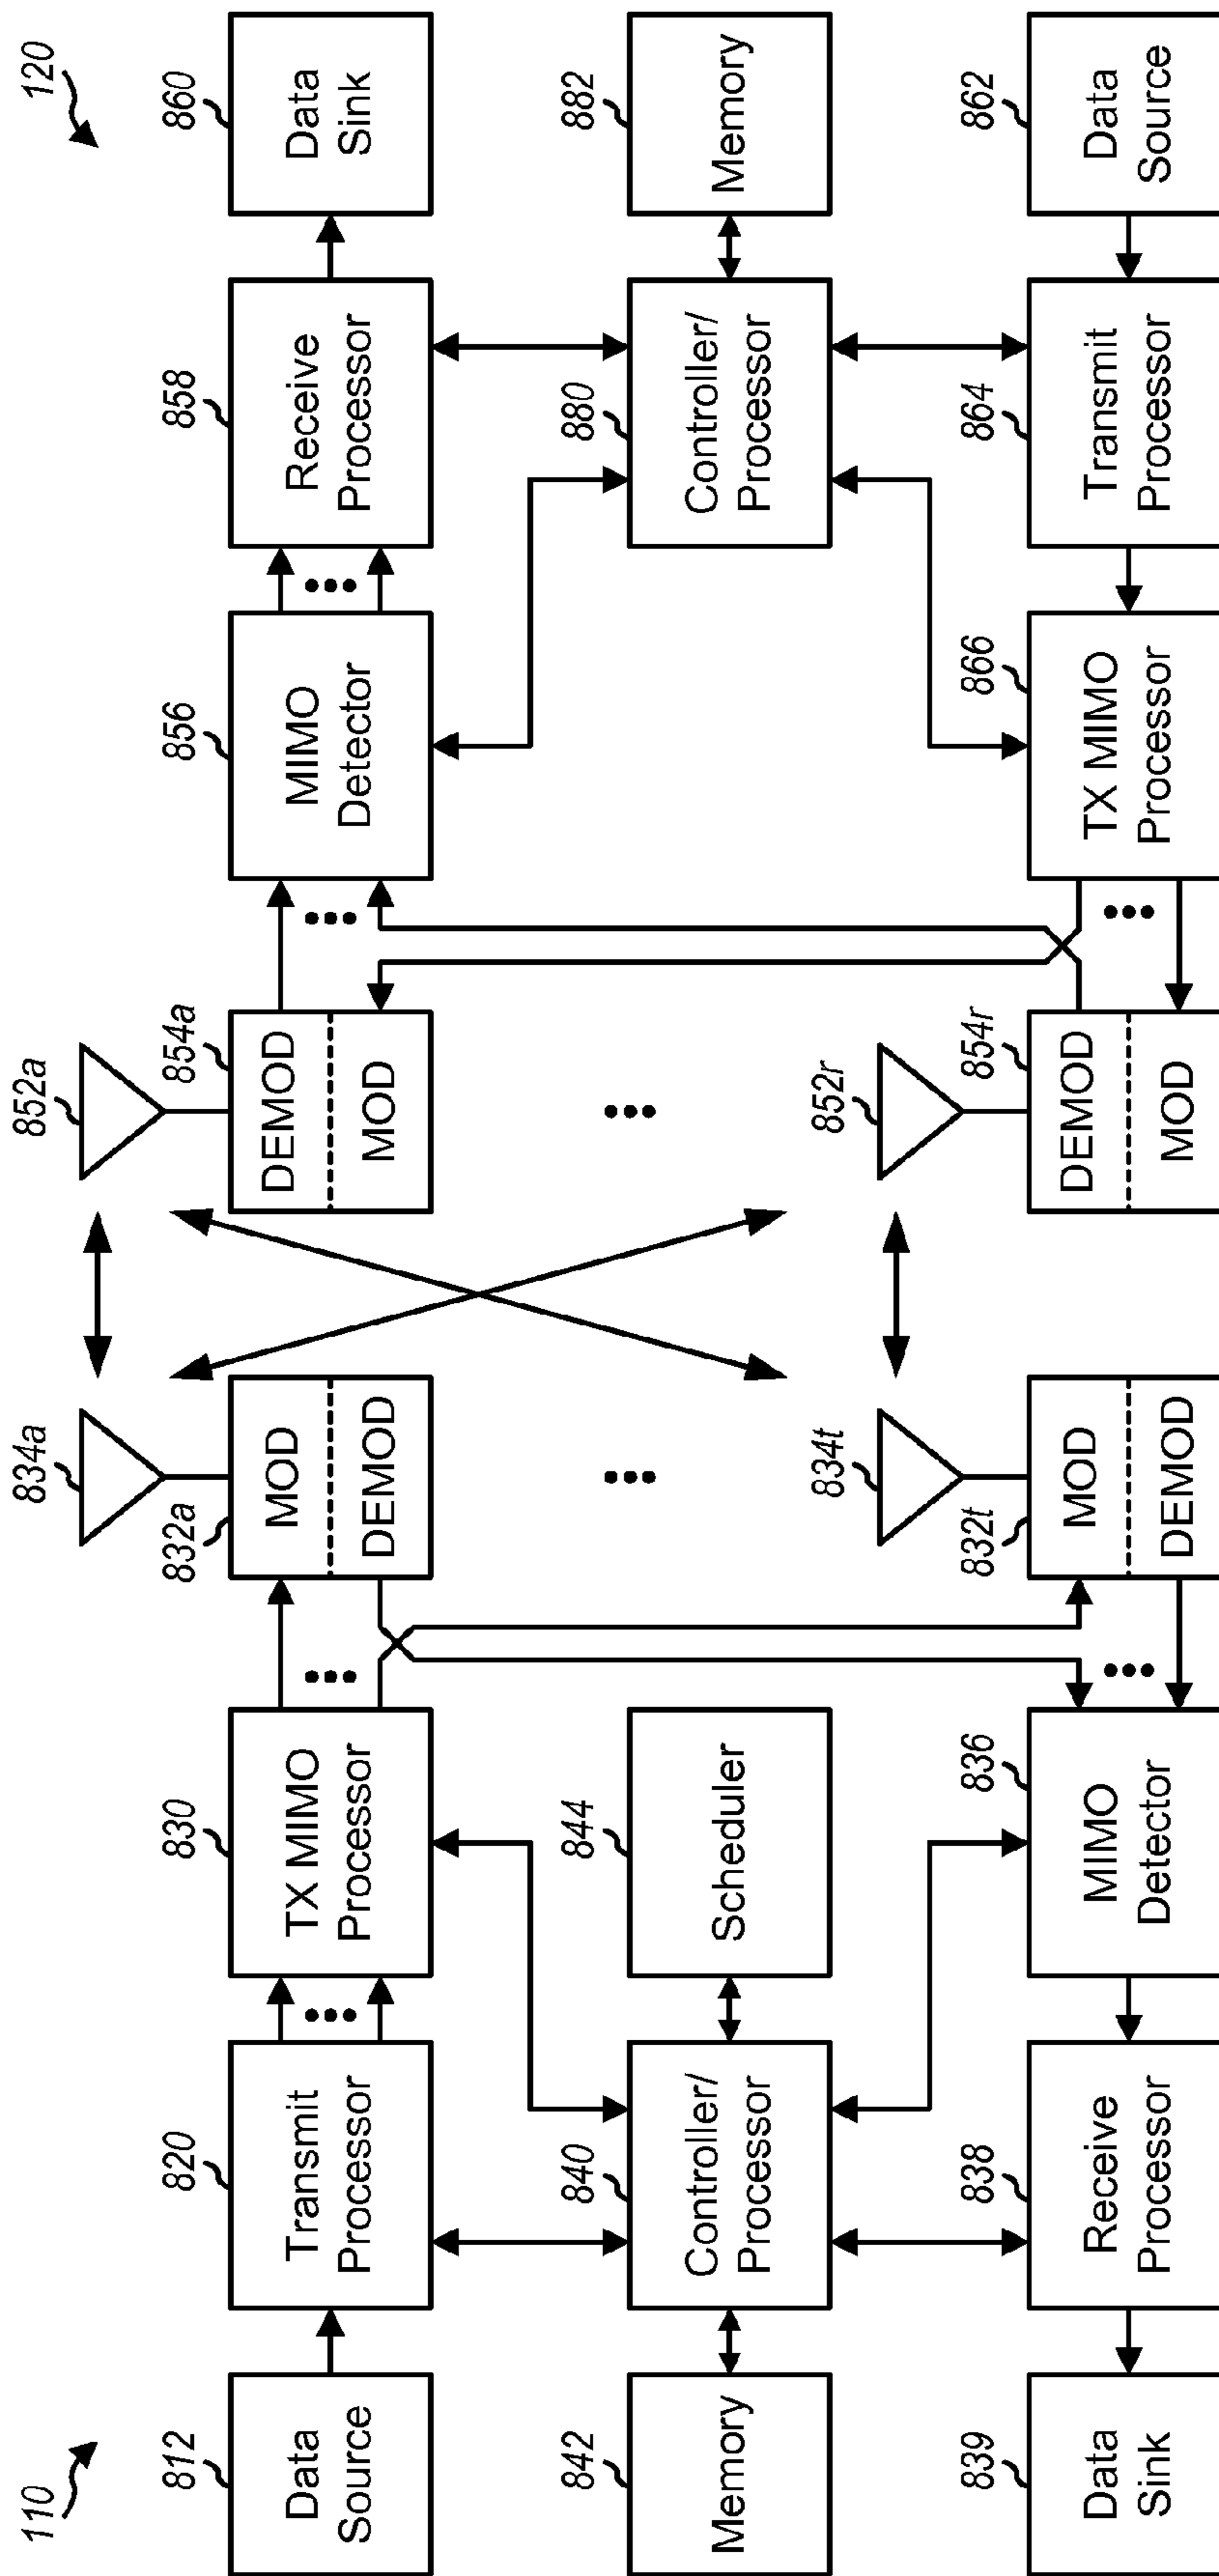 110
120
834a
852a
812
820
830
832a
854a
856
858
860
Data
Source
Transmit
Processor
TX MIMO
Processor
MOD
DEMOD
DEMOD
MOD
MIMO
Detector
Receive
Processor
Data
Sink
842
840
844
880
882
Memory
Controller/
Processor
Scheduler
Controller/
Processor
Memory
834t
852r
839
838
836
832t
854r
866
864
862
Data
Sink
Receive
Processor
MIMO
Detector
MOD
DEMOD
DEMOD
MOD
TX MIMO
Processor
Transmit
Processor
Data
Source